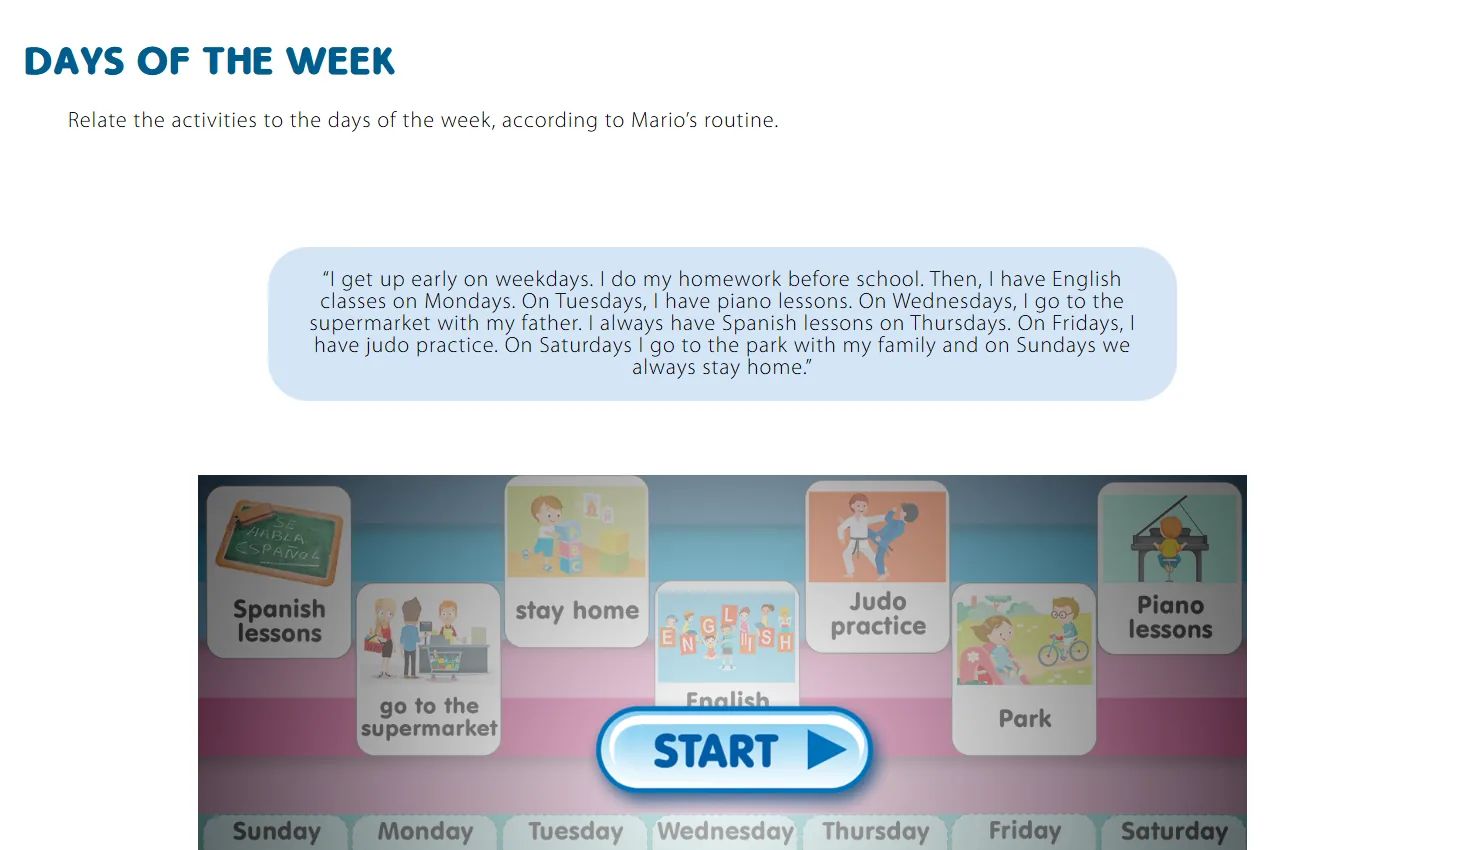 DAYS OF THE WEEK
Relate the activities to the days of the week, according to Mario’s routine.
“I get up early on weekdays. I do my homework before school. Then, I have English
classes on Mondays. On Tuesdays, I have piano lessons. On Wednesdays, I go to the
supermarket with my father. I always have Spanish lessons on Thursdays. On Fridays, I
have judo practice. On Saturdays I go to the park with my family and on Sundays we
always stay home.”
SE
HABLA
ESPAÑOL
Spanish
lessons
go to the
supermarket
stay home
ENGLISH
English
Judo
practice
Park
Piano
lessons
START
Sunday
Monday
Tuesday
Wednesday
Thursday
Friday
Saturday